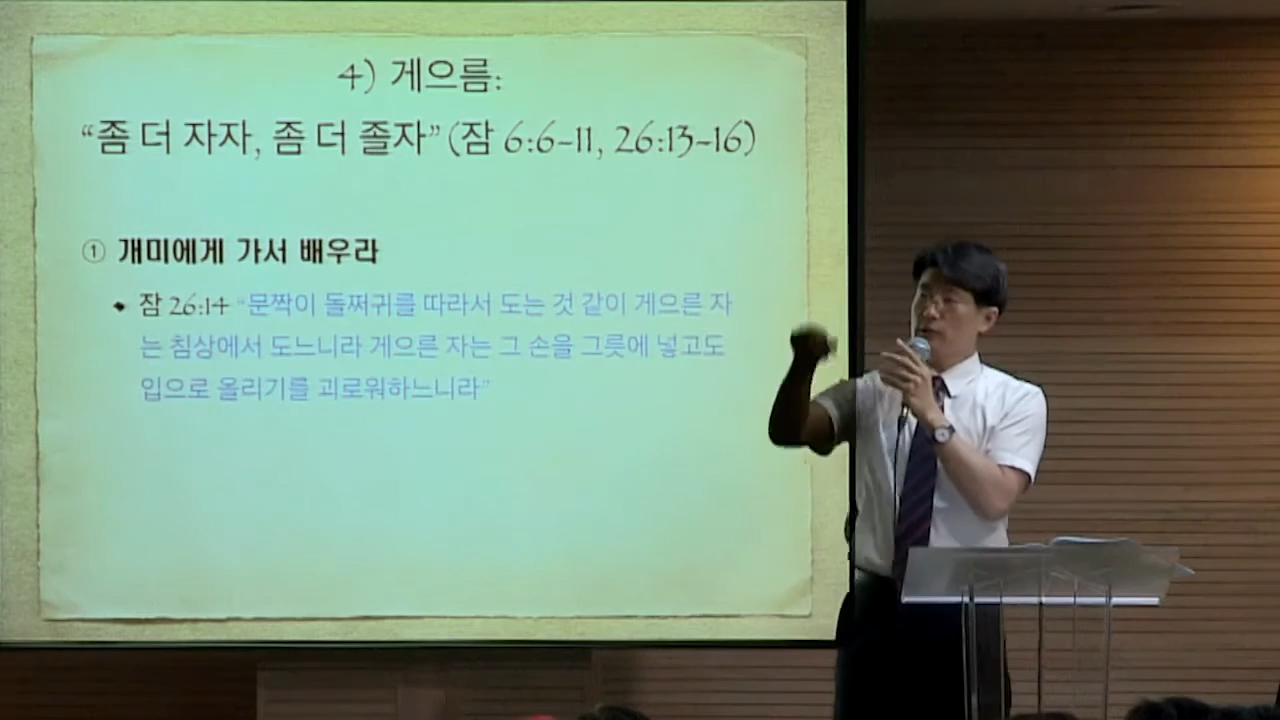 4) 게으름:
“좀 더 자자, 좀 더 졸자” (잠 6:6-11, 26:13-16)
① 개미에게 가서 배우라
잠 26:14 “문짝이 돌쩌귀를 따라서 도는 것 같이 게으른 자
는 침상에서 도느니라 게으른 자는 그 손을 그릇에 넣고도
입으로 올리기를 괴로워하느니라”